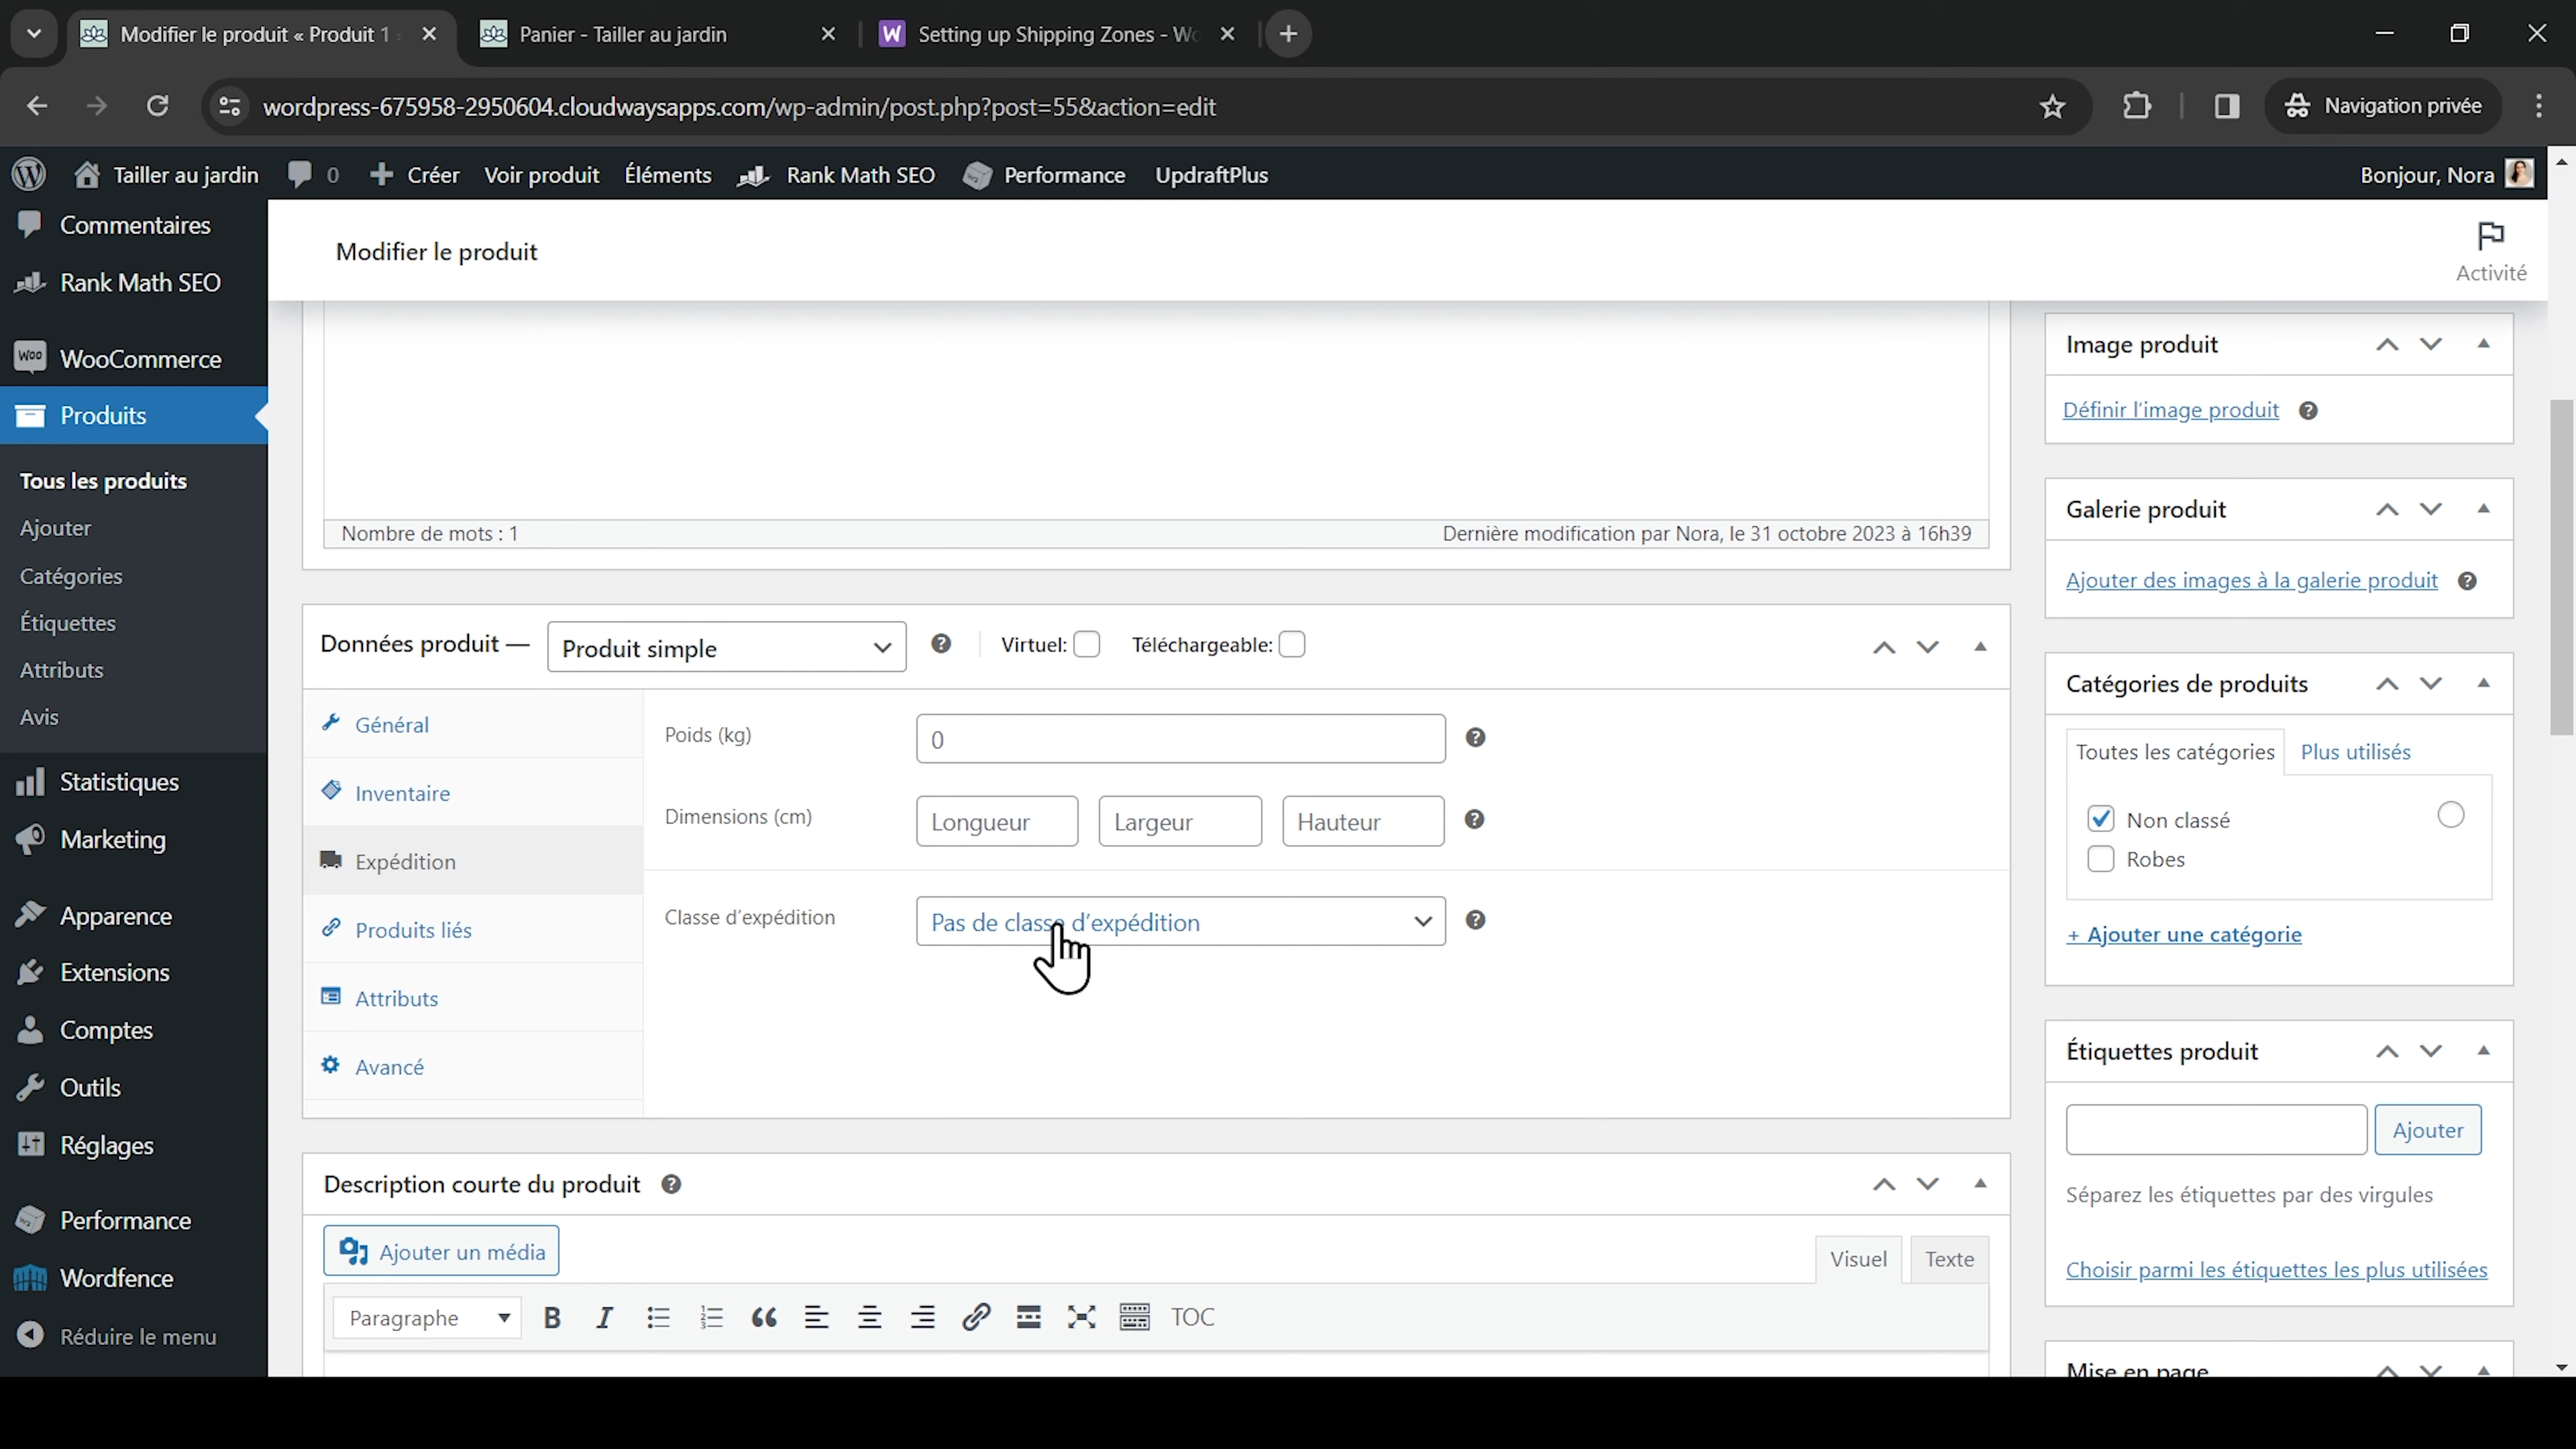 Modifier le produit « Produit 1
Panier - Tailler au jardin
W Setting up Shipping Zones - Wo
wordpress-675958-2950604.cloudwaysapps.com/wp-admin/post.php?post=55&action=edit
Navigation privée
Tailler au jardin
0
Créer
Voir produit
Éléments
Rank Math SEO
Performance
UpdraftPlus
Bonjour, Nora
Commentaires
Rank Math SEO
Woo WooCommerce
Produits
Tous les produits
Ajouter
Catégories
Étiquettes
Attributs
Avis
Statistiques
Marketing
Apparence
Extensions
Comptes
Outils
Réglages
Performance
Wordfence
Réduire le menu
Modifier le produit
Activité
Nombre de mots : 1
Dernière modification par Nora, le 31 octobre 2023 à 16h39
Données produit —
Produit simple
Virtuel:
Téléchargeable:
Général
Inventaire
Expédition
Produits liés
Attributs
Avancé
Poids (kg)
0
Dimensions (cm)
Longueur
Largeur
Hauteur
Classe d'expédition
Pas de classe d'expédition
Description courte du produit
Ajouter un média
Visuel
Texte
Paragraphe
TOC
Image produit
Définir l'image produit
Galerie produit
Ajouter des images à la galerie produit
Catégories de produits
Toutes les catégories
Plus utilisés
Non classé
Robes
+ Ajouter une catégorie
Étiquettes produit
Ajouter
Séparez les étiquettes par des virgules
Choisir parmi les étiquettes les plus utilisées
Mise en page